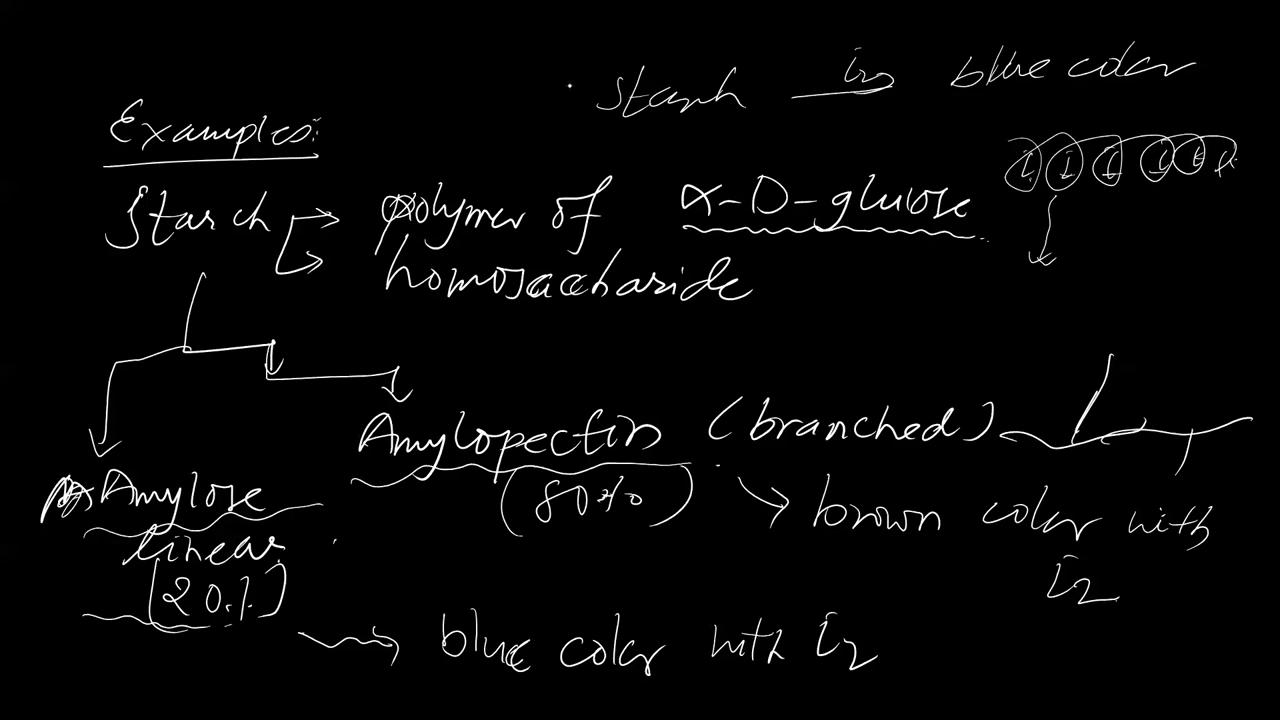 Starch i₂ blue color
Examples:
I I I I I I
Starch → polymer of α-D-glucose
→ homosaccharide
Amylopectin (branched)
(80%)
Amylose
brown color with
linear
i₂
(20%)
→ blue color with i₂